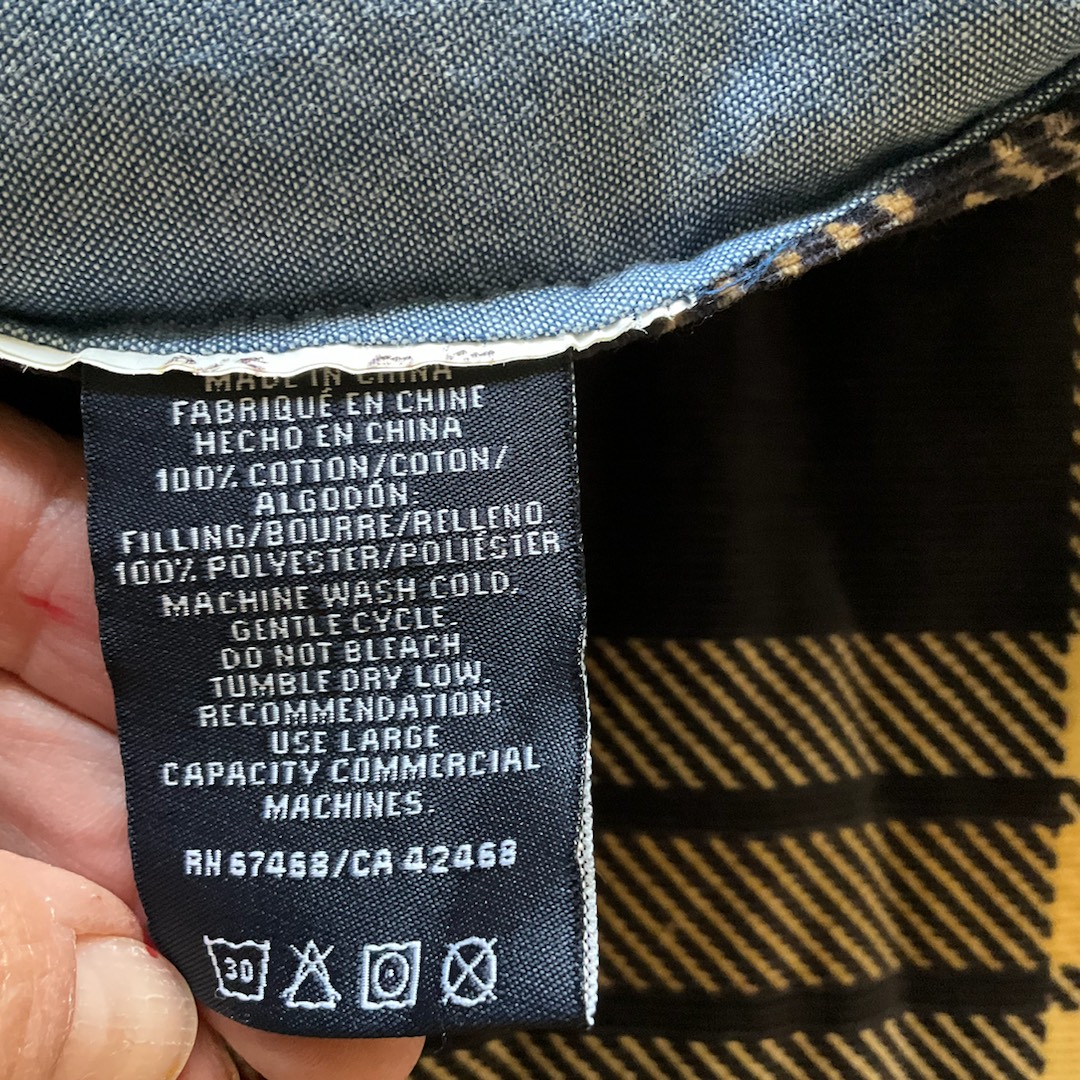 MADE IN CHINA
FABRIQUÉ EN CHINE
HECHO EN CHINA
100% COTTON/COTON/
ALGODÓN:
FILLING/BOURRE/RELLENO.
100% POLYESTER/POLIÉSTER
MACHINE WASH COLD,
GENTLE CYCLE.
DO NOT BLEACH.
TUMBLE DRY LOW.
RECOMMENDATION:
USE LARGE
CAPACITY COMMERCIAL
MACHINES.
RN 67468/CA 42468
30